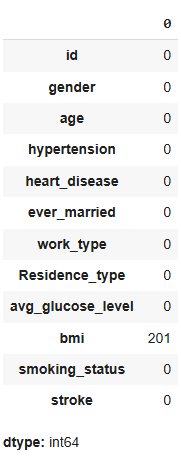 0
id 0
gender 0
age 0
hypertension 0
heart_disease 0
ever_married 0
work_type 0
Residence_type 0
avg_glucose_level 0
bmi 201
smoking_status 0
stroke 0
dtype: int64